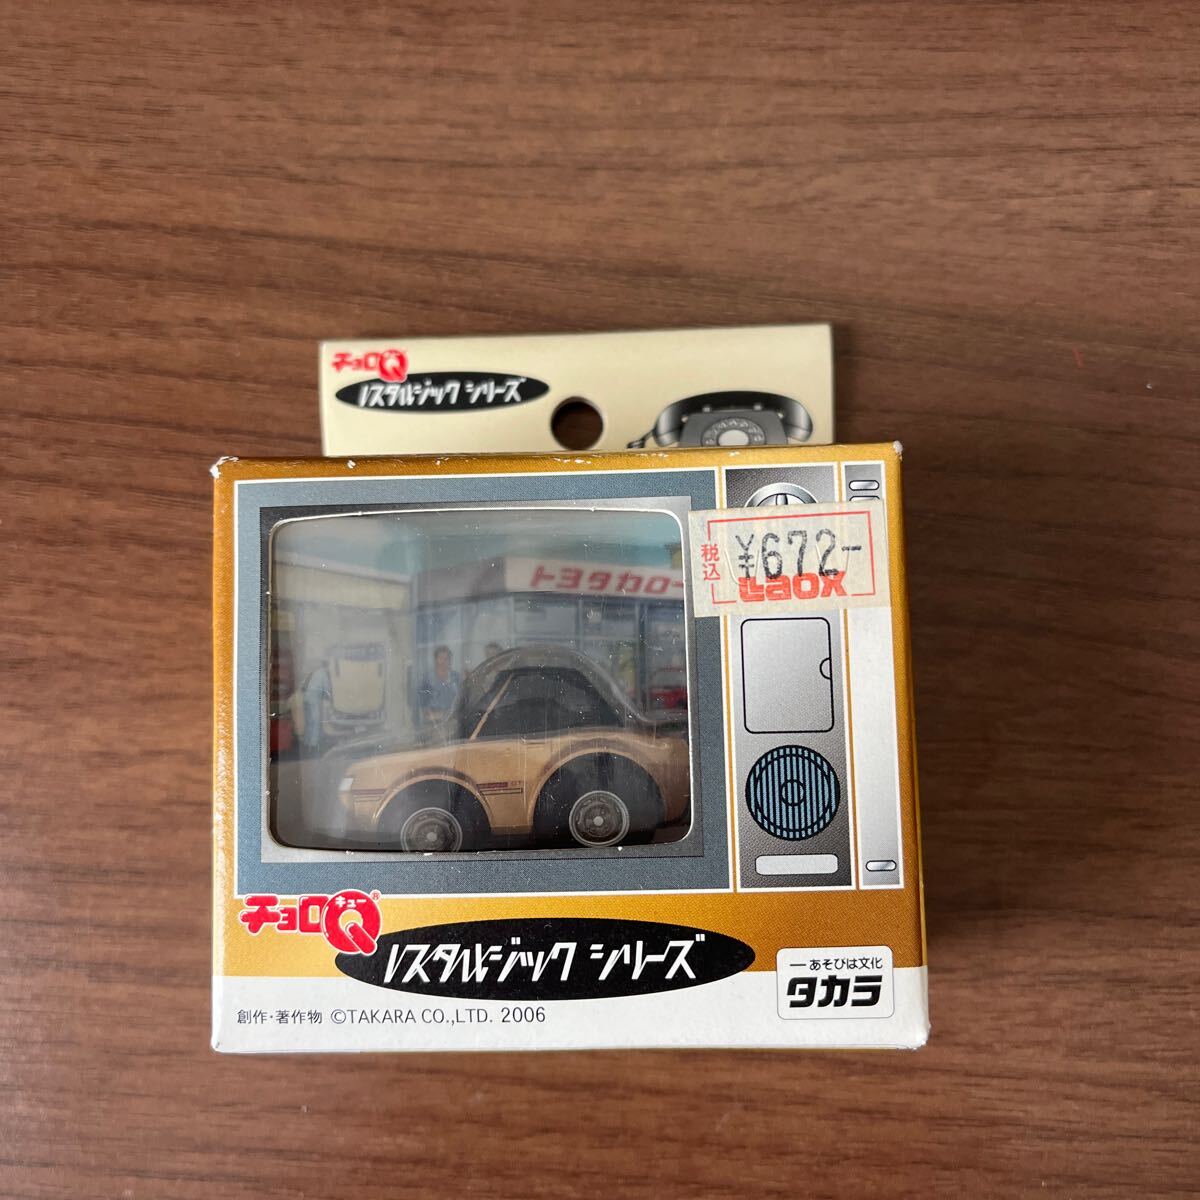 チョロQ
ノスタルジック シリーズ
税込
¥672-
Laox
トヨタカロー
GT
チョロQ
キュー
®
ノスタルジック シリーズ
—あそびは文化
タカラ
創作・著作物 ©TAKARA CO.,LTD. 2006